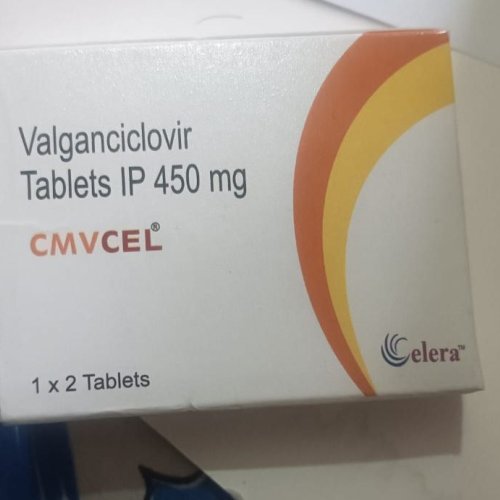 Valganciclovir
Tablets IP 450 mg
CMVCEL®
Celera™
1 x 2 Tablets